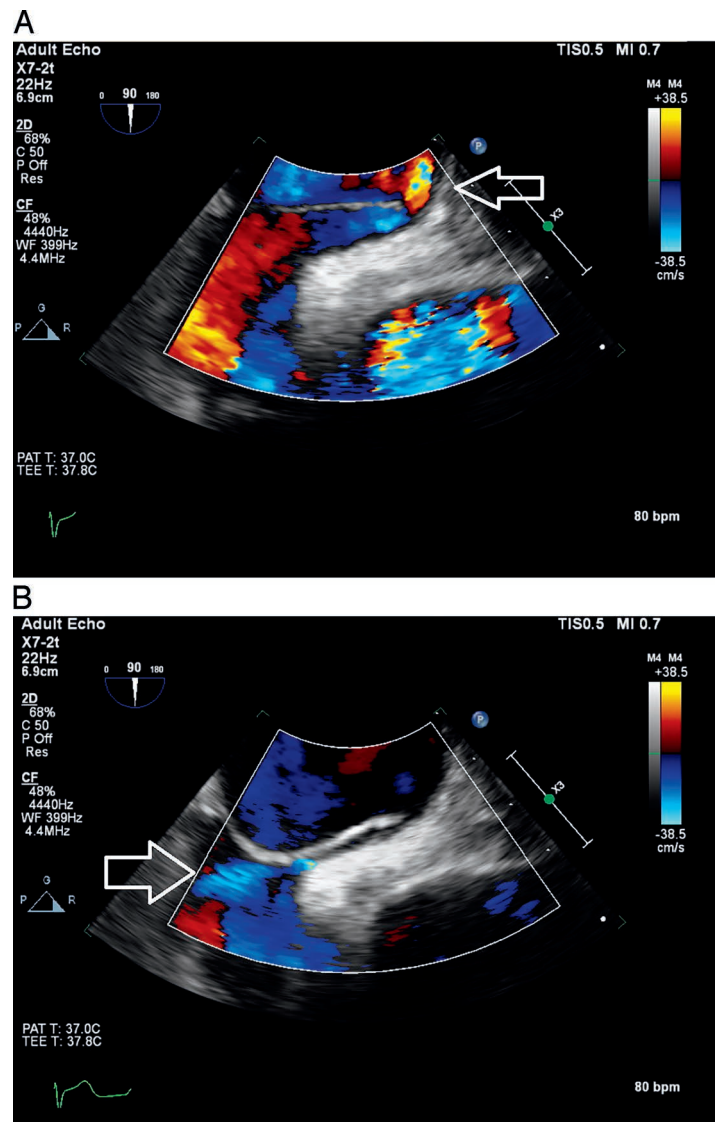 A
Adult Echo
TIS0.5 MI 0.7
X7-2t
22Hz
6.9cm
0 90 180
M4 M4
+38.5
2D
68%
C 50
P Off
Res
P
CF
48%
4440Hz
WF 399Hz
4.4MHz
X3
-38.5
cm/s
G
P R
PAT T: 37.0C
TEE T: 37.8C
80 bpm
B
Adult Echo
TIS0.5 MI 0.7
X7-2t
22Hz
6.9cm
0 90 180
M4 M4
+38.5
2D
68%
C 50
P Off
Res
P
CF
48%
4440Hz
WF 399Hz
4.4MHz
X3
-38.5
cm/s
G
P R
PAT T: 37.0C
TEE T: 37.8C
80 bpm